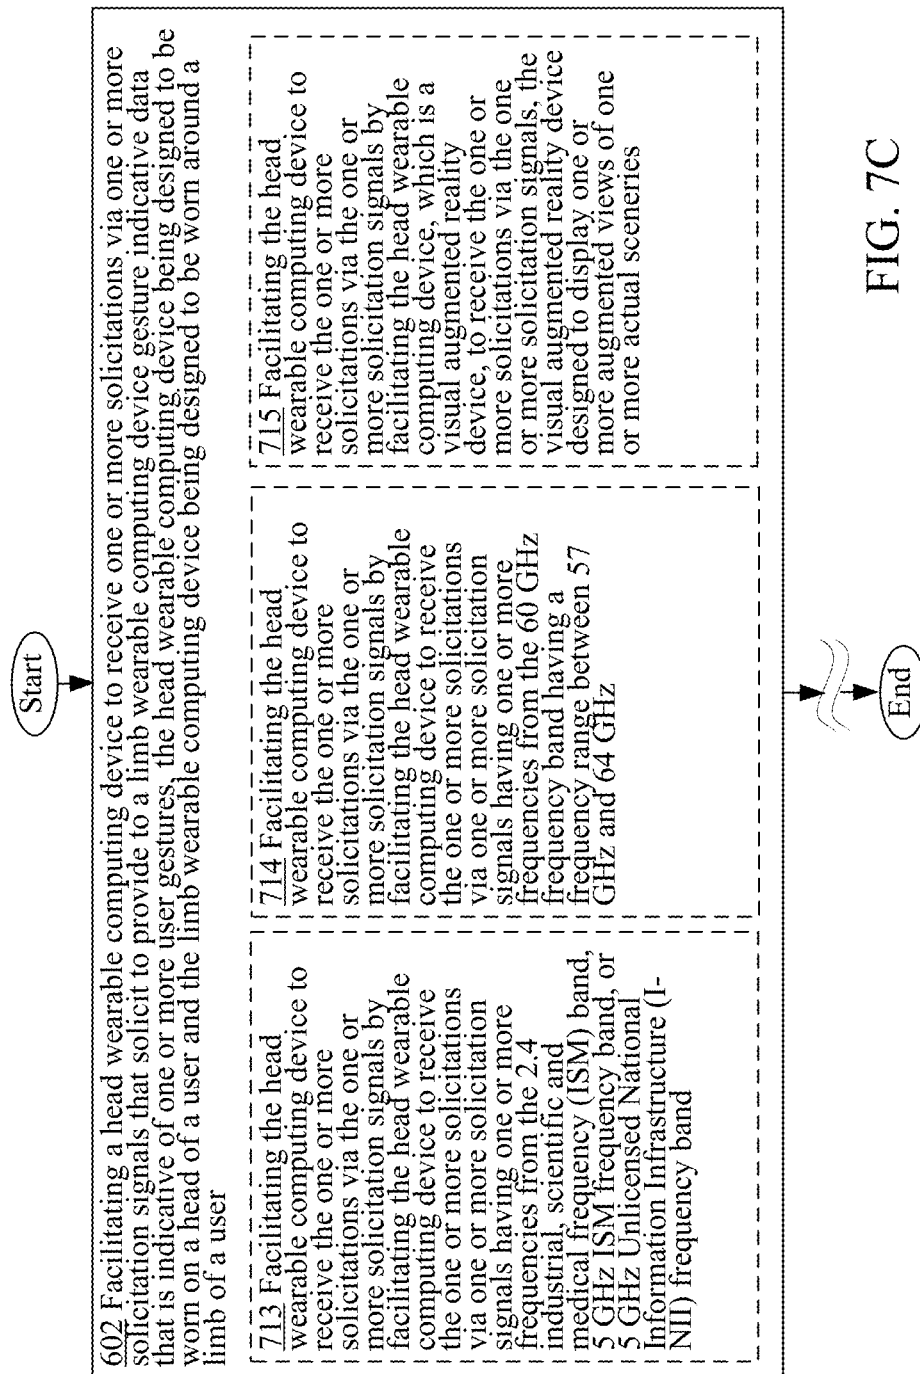 Start
602 Facilitating a head wearable computing device to receive one or more solicitations via one or more
solicitation signals that solicit to provide to a limb wearable computing device gesture indicative data
that is indicative of one or more user gestures, the head wearable computing device being designed to be
worn on a head of a user and the limb wearable computing device being designed to be worn around a
limb of a user
713 Facilitating the head
wearable computing device to
receive the one or more
solicitations via the one or
more solicitation signals by
facilitating the head wearable
computing device to receive
the one or more solicitations
via one or more solicitation
signals having one or more
frequencies from the 2.4
industrial, scientific and
medical frequency (ISM) band,
5 GHz ISM frequency band, or
5 GHz Unlicensed National
Information Infrastructure (I-
NII) frequency band
714 Facilitating the head
wearable computing device to
receive the one or more
solicitations via the one or
more solicitation signals by
facilitating the head wearable
computing device to receive
the one or more solicitations
via one or more solicitation
signals having one or more
frequencies from the 60 GHz
frequency band having a
frequency range between 57
GHz and 64 GHz
715 Facilitating the head
wearable computing device to
receive the one or more
solicitations via the one or
more solicitation signals by
facilitating the head wearable
computing device, which is a
visual augmented reality
device, to receive the one or
more solicitations via the one
or more solicitation signals, the
visual augmented reality device
designed to display one or
more augmented views of one
or more actual sceneries
End
FIG. 7C